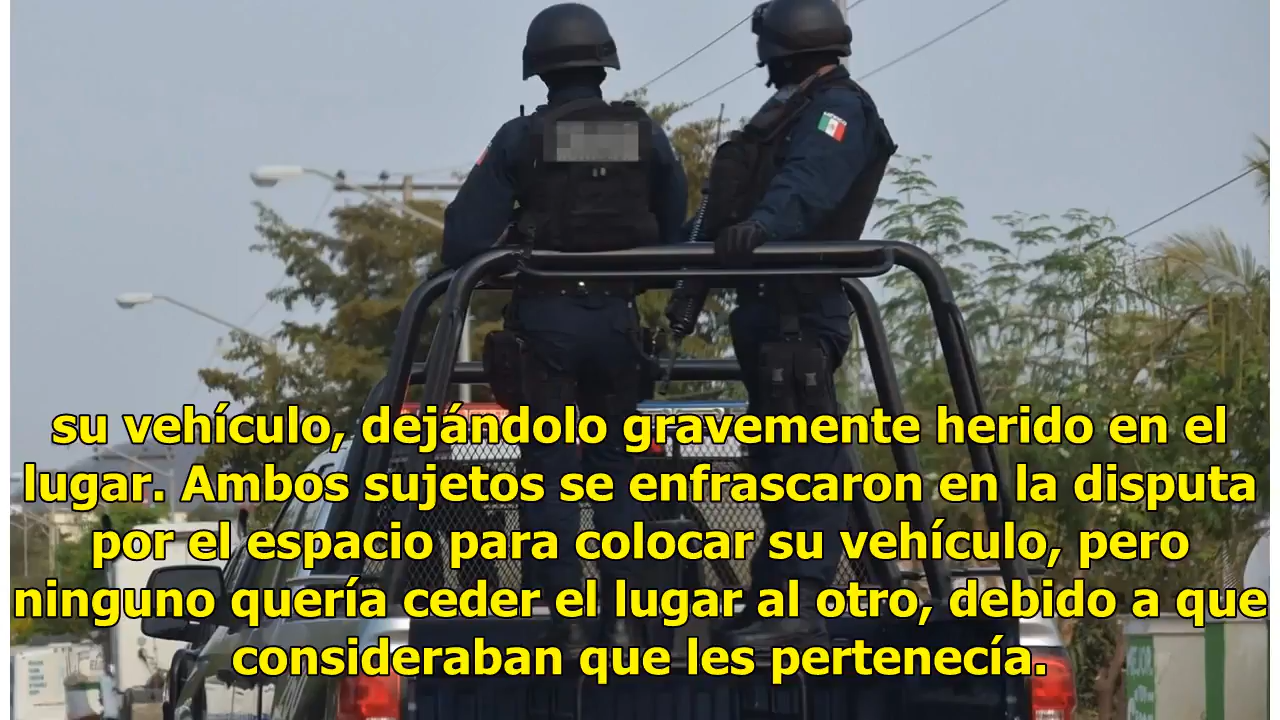 MÉXICO
su vehículo, dejándolo gravemente herido en el
lugar. Ambos sujetos se enfrascaron en la disputa
por el espacio para colocar su vehículo, pero
ninguno quería ceder el lugar al otro, debido a que
consideraban que les pertenecía.